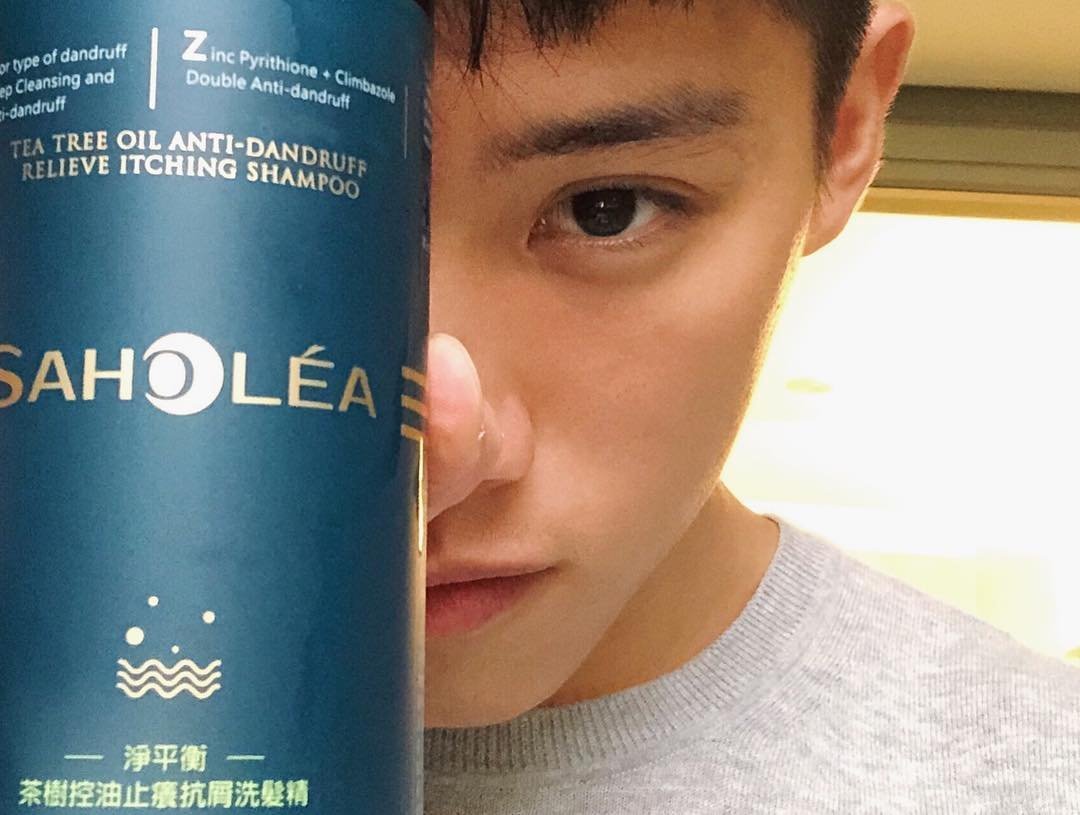 or type of dandruff
ep Cleansing and
i-dandruff
Zinc Pyrithione + Climbazole
Double Anti-dandruff
TEA TREE OIL ANTI-DANDRUFF
RELIEVE ITCHING SHAMPOO
SAHOLÉA
淨平衡
茶樹控油止癢抗屑洗髮精